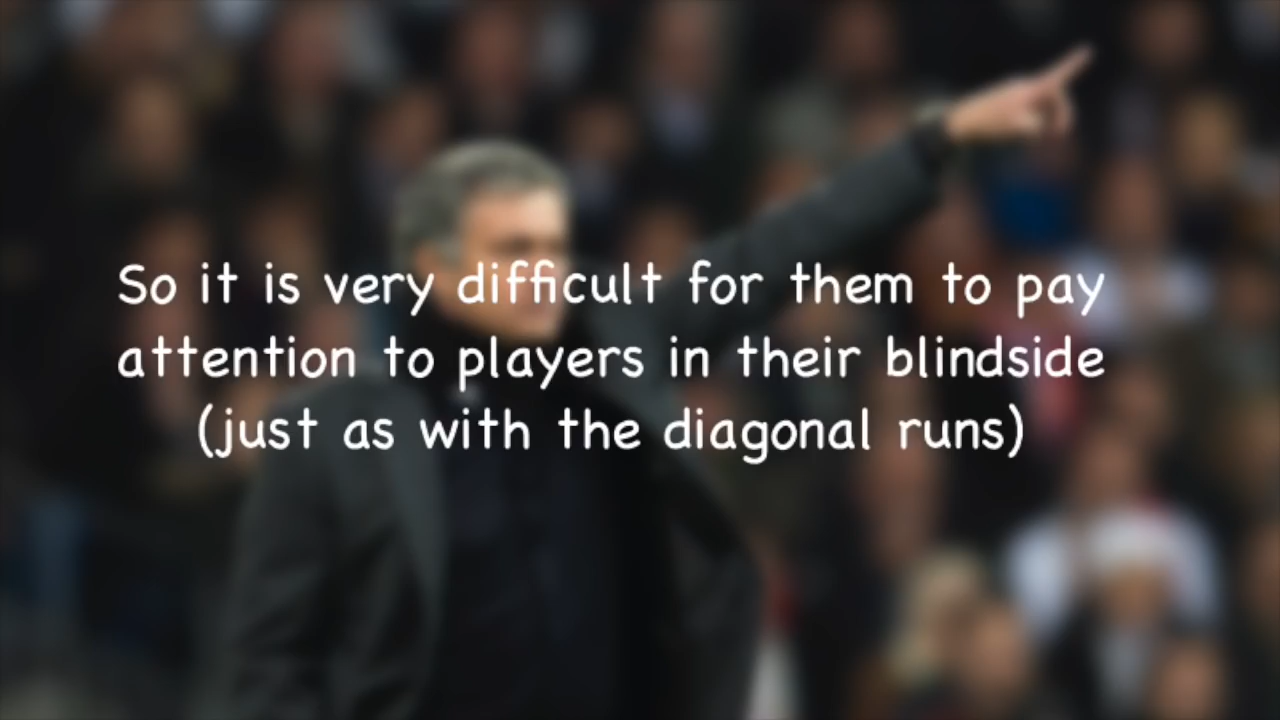 So it is very difficult for them to pay
attention to players in their blindside
(just as with the diagonal runs)